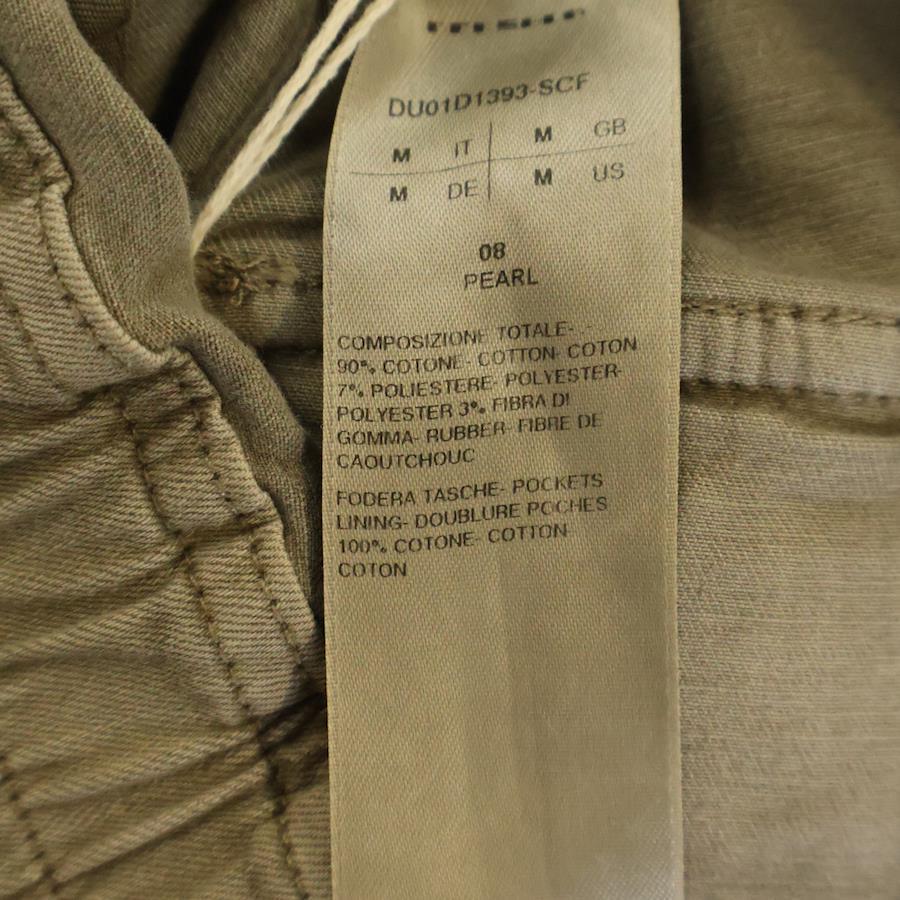 DU01D1393-SCF
M IT M GB
M DE M US
08
PEARL
COMPOSIZIONE TOTALE- -
90% COTONE- COTTON- COTON
7% POLIESTERE- POLYESTER-
POLYESTER 3% FIBRA DI
GOMMA- RUBBER- FIBRE DE
CAOUTCHOUC
FODERA TASCHE- POCKETS
LINING- DOUBLURE POCHES
100% COTONE- COTTON
COTON